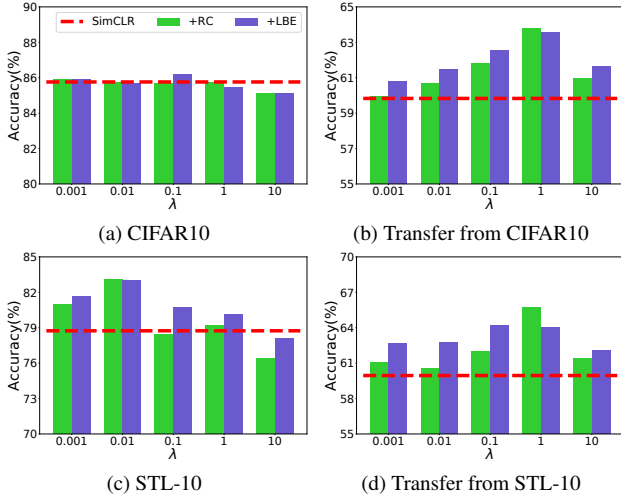 SimCLR +RC +LBE
Accuracy(%)
90
88
86
84
82
80
0.001 0.01 0.1 1 10
λ
(a) CIFAR10
Accuracy(%)
65
63
61
59
57
55
0.001 0.01 0.1 1 10
λ
(b) Transfer from CIFAR10
Accuracy(%)
85
82
79
76
73
70
0.001 0.01 0.1 1 10
λ
(c) STL-10
Accuracy(%)
70
67
64
61
58
55
0.001 0.01 0.1 1 10
λ
(d) Transfer from STL-10